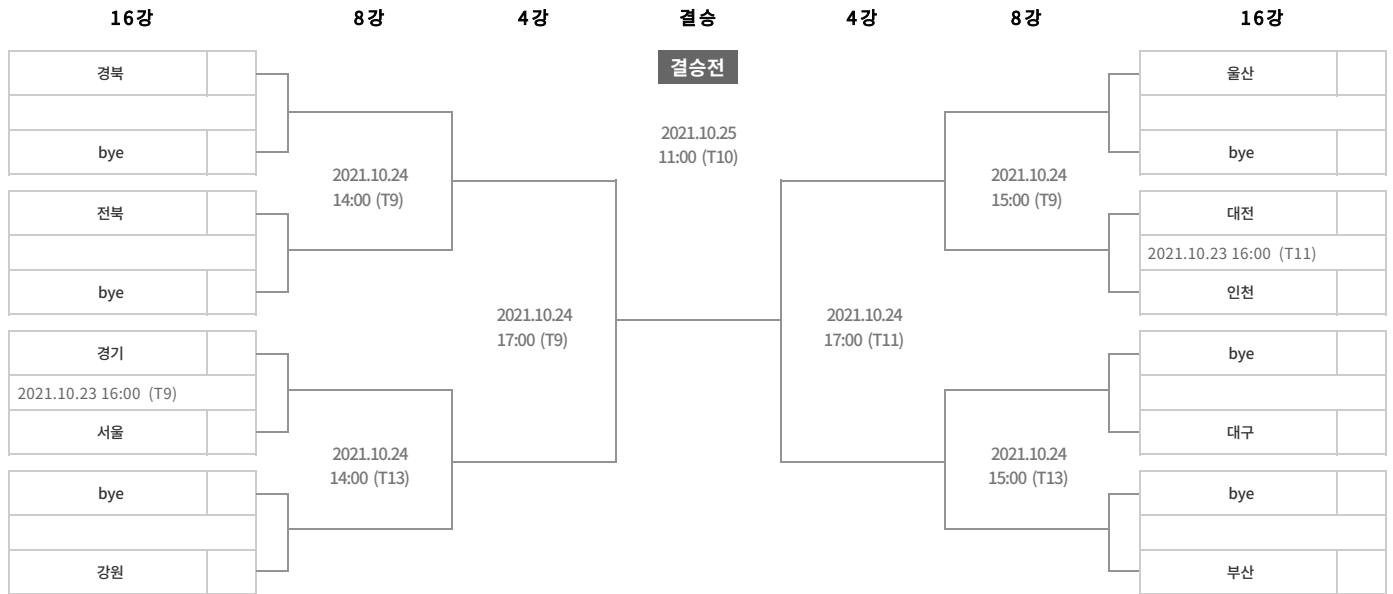 16강
8강
4강
결승
4강
8강
16강
결승전
2021.10.25
11:00 (T10)
경북
bye
전북
bye
경기
2021.10.23 16:00 (T9)
서울
bye
강원
2021.10.24
14:00 (T9)
2021.10.24
14:00 (T13)
2021.10.24
17:00 (T9)
2021.10.24
17:00 (T11)
2021.10.24
15:00 (T9)
2021.10.24
15:00 (T13)
울산
bye
대전
2021.10.23 16:00 (T11)
인천
bye
대구
bye
부산